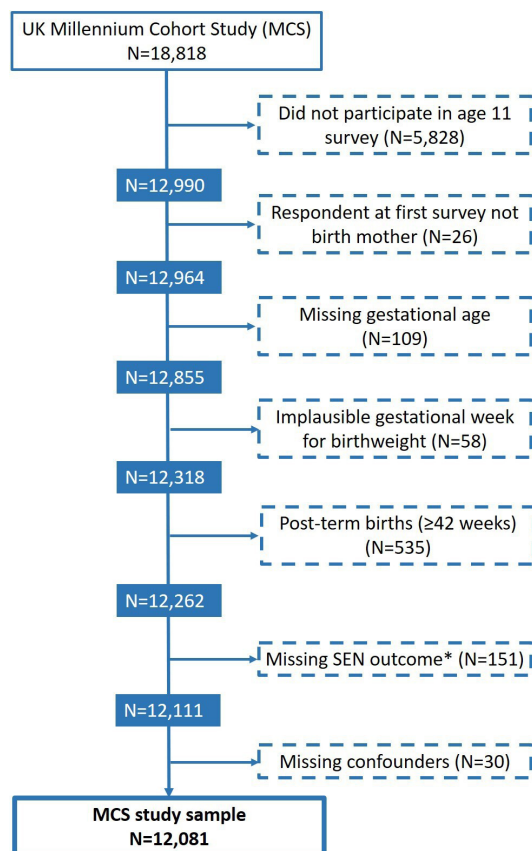 UK Millennium Cohort Study (MCS)
N=18,818
Did not participate in age 11
survey (N=5,828)
N=12,990
Respondent at first survey not
birth mother (N=26)
N=12,964
Missing gestational age
(N=109)
N=12,855
Implausible gestational week
for birthweight (N=58)
N=12,318
Post-term births (≥42 weeks)
(N=535)
N=12,262
Missing SEN outcome* (N=151)
N=12,111
Missing confounders (N=30)
MCS study sample
N=12,081